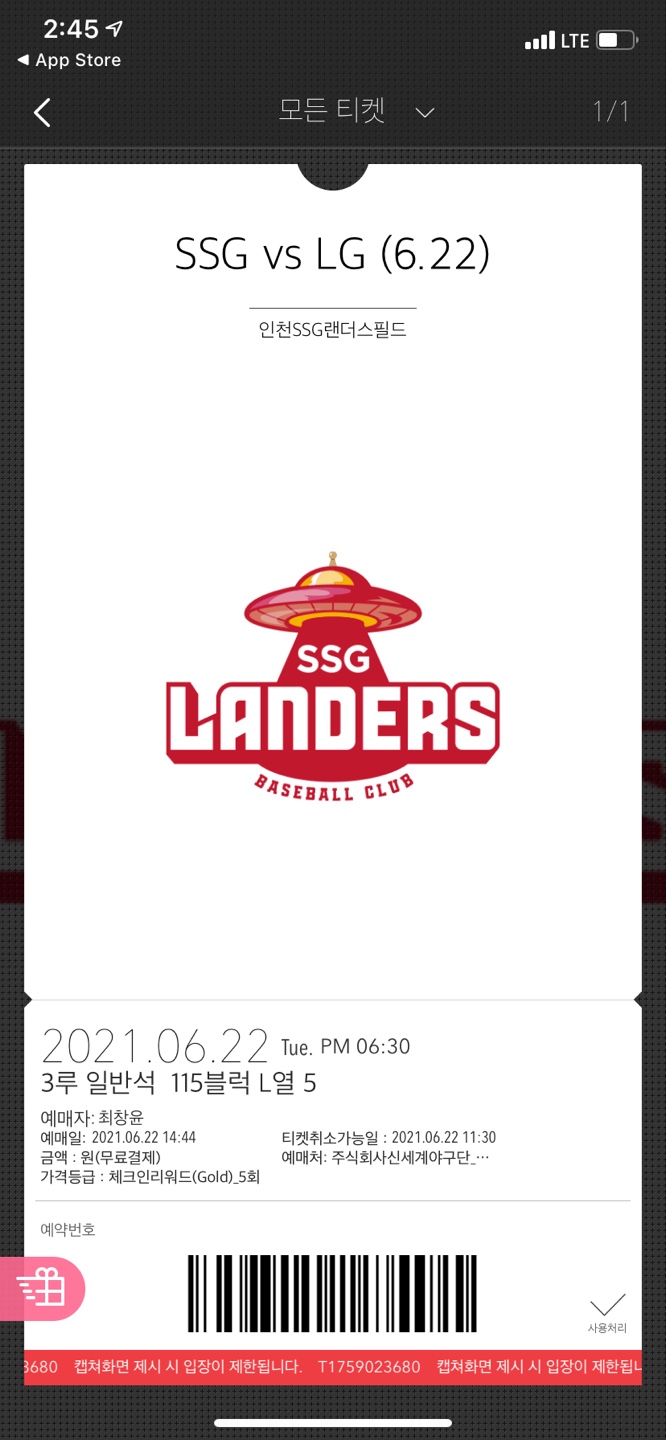 2:45
LTE
◀ App Store
모든 티켓
1/1
SSG vs LG (6.22)
인천SSG랜더스필드
SSG
LANDERS
BASEBALL CLUB
2021.06.22 Tue. PM 06:30
3루 일반석 115블럭 L열 5
예매자: 최창윤
예매일: 2021.06.22 14:44 티켓취소가능일 : 2021.06.22 11:30
금액 : 원(무료결제) 예매처: 주식회사신세계야구단_…
가격등급 : 체크인리워드(Gold)_5회
예약번호
사용처리
3680 캡쳐화면 제시 시 입장이 제한됩니다. T1759023680 캡쳐화면 제시 시 입장이 제한됩니